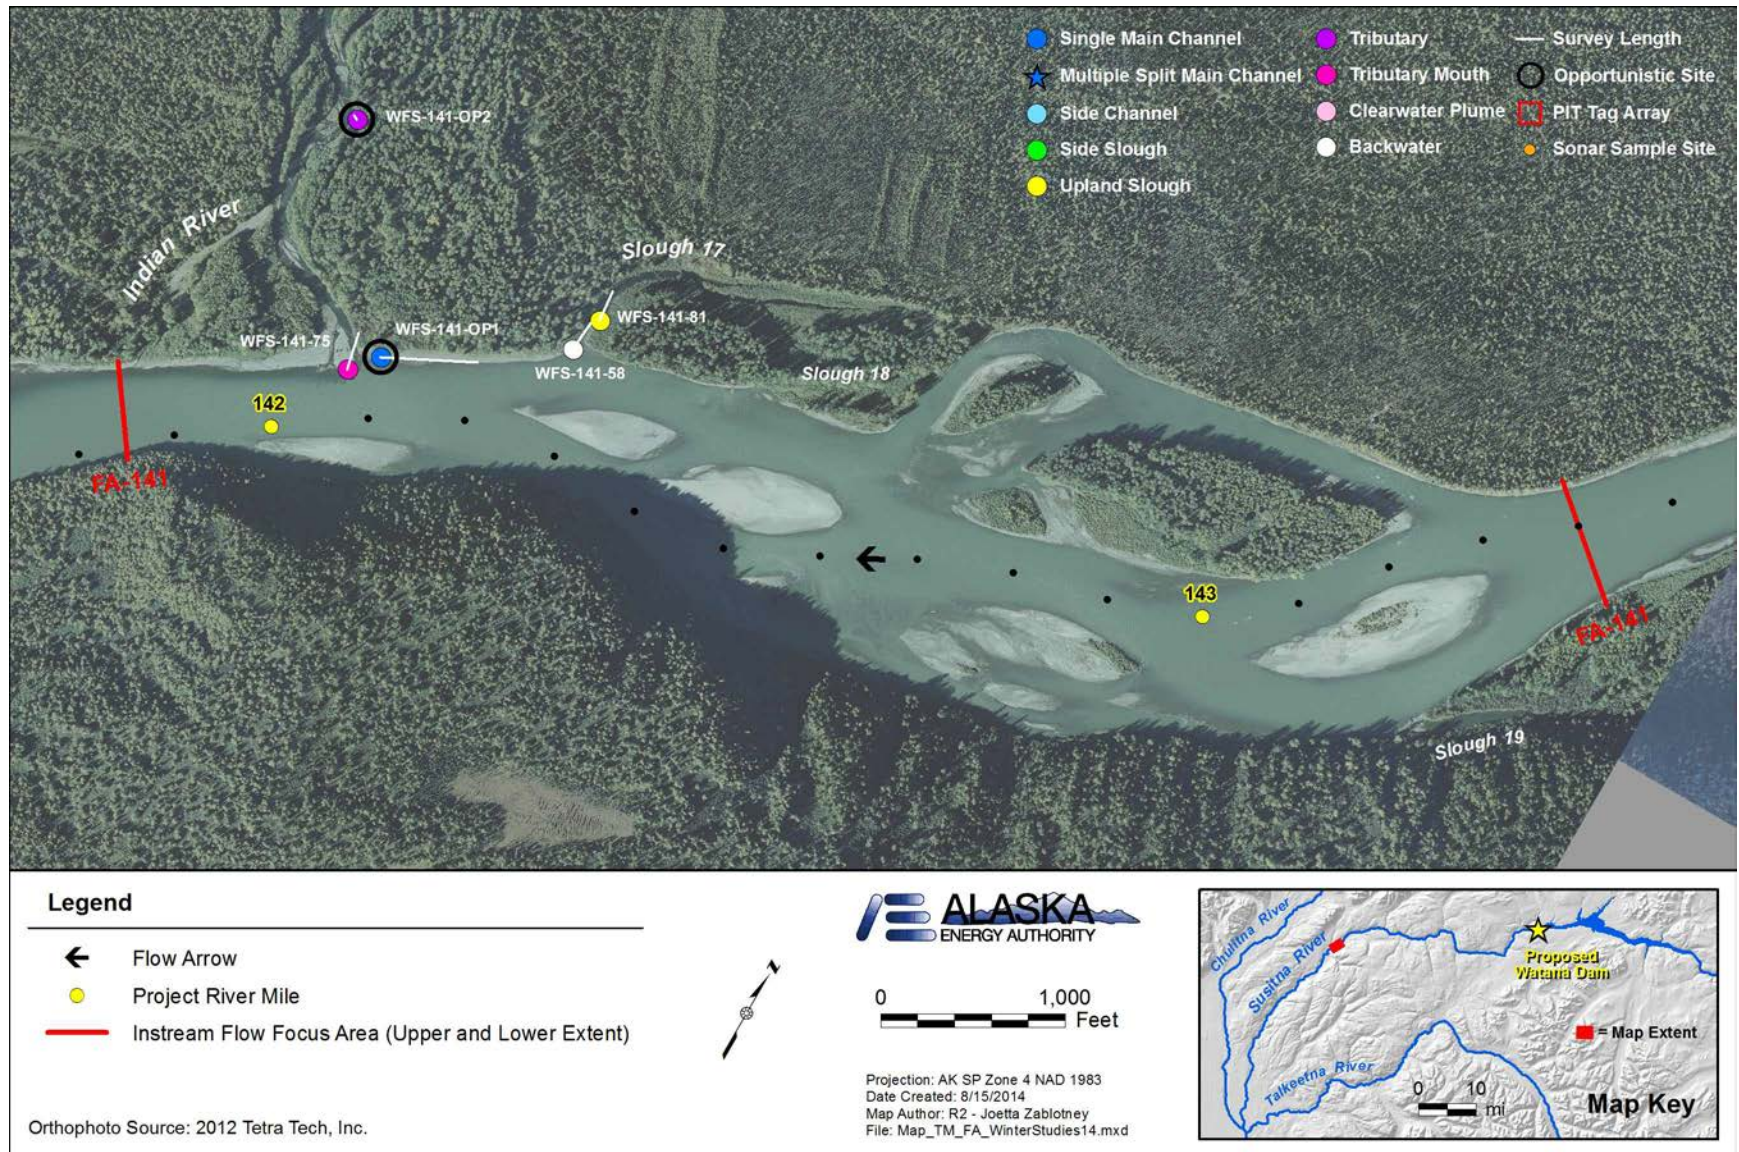 Single Main Channel
Multiple Split Main Channel
Side Channel
Side Slough
Upland Slough
Tributary
Tributary Mouth
Clearwater Plume
Backwater
Survey Length
Opportunistic Site
PIT Tag Array
Sonar Sample Site
WFS-141-OP2
Indian River
Slough 17
WFS-141-81
WFS-141-OP1
WFS-141-75
WFS-141-58
Slough 18
142
FA-141
143
FA-141
Slough 19
Legend
Flow Arrow
Project River Mile
Instream Flow Focus Area (Upper and Lower Extent)
Orthophoto Source: 2012 Tetra Tech, Inc.
N
ALASKA
ENERGY AUTHORITY
0 1,000
Feet
Projection: AK SP Zone 4 NAD 1983
Date Created: 8/15/2014
Map Author: R2 - Joetta Zablotney
File: Map_TM_FA_WinterStudies14.mxd
Chulitna River
Susitna River
Proposed
Watana Dam
= Map Extent
Talkeetna River
0 10
mi
Map Key